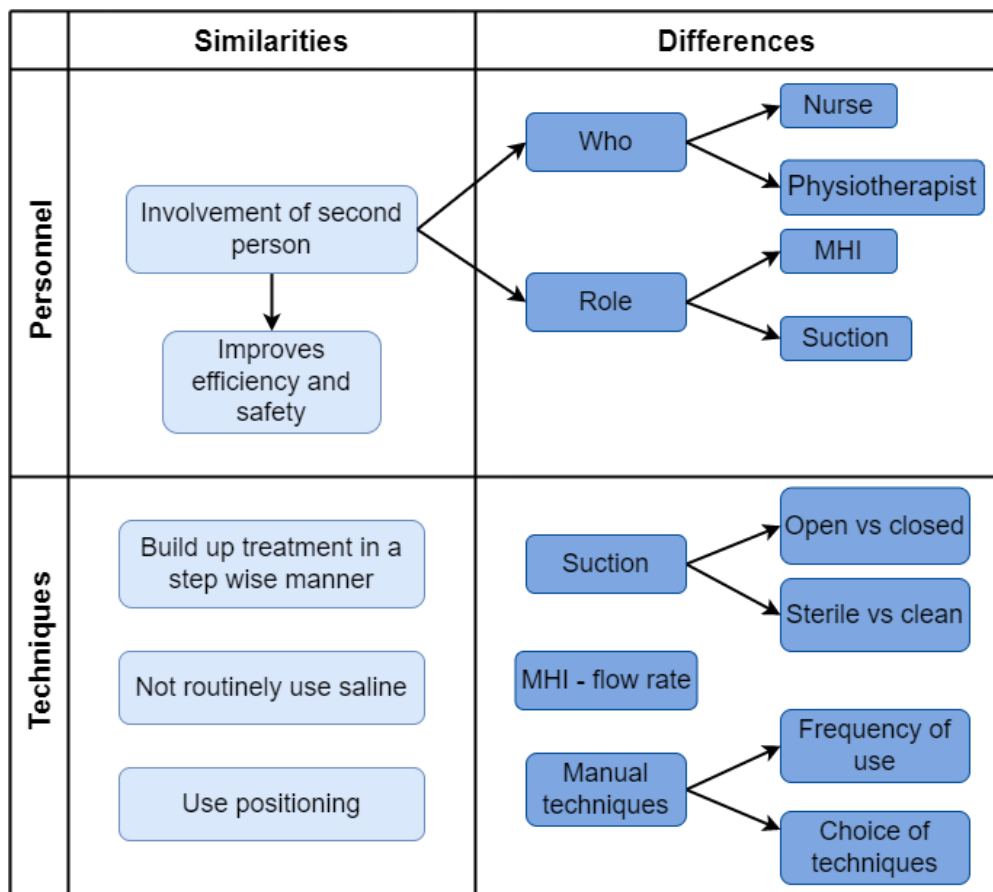 Similarities
Differences
Personnel
Involvement of second
person
Improves
efficiency and
safety
Who
Nurse
Physiotherapist
Role
MHI
Suction
Techniques
Build up treatment in a
step wise manner
Not routinely use saline
Use positioning
Suction
Open vs closed
Sterile vs clean
MHI - flow rate
Manual
techniques
Frequency of
use
Choice of
techniques